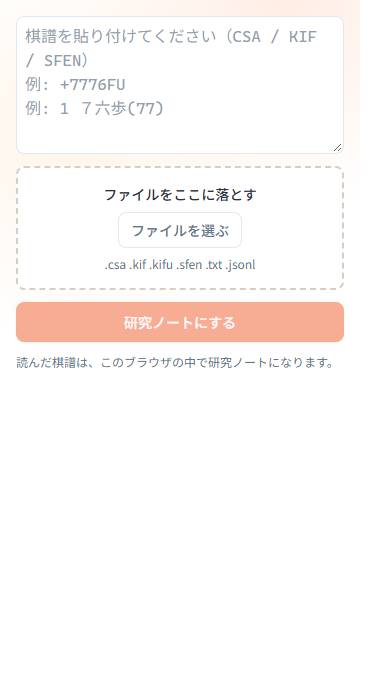 棋譜を貼り付けてください（CSA / KIF
/ SFEN）
例: +7776FU
例: 1 ７六歩(77)
ファイルをここに落とす
ファイルを選ぶ
.csa .kif .kifu .sfen .txt .jsonl
研究ノートにする
読んだ棋譜は、このブラウザの中で研究ノートになります。